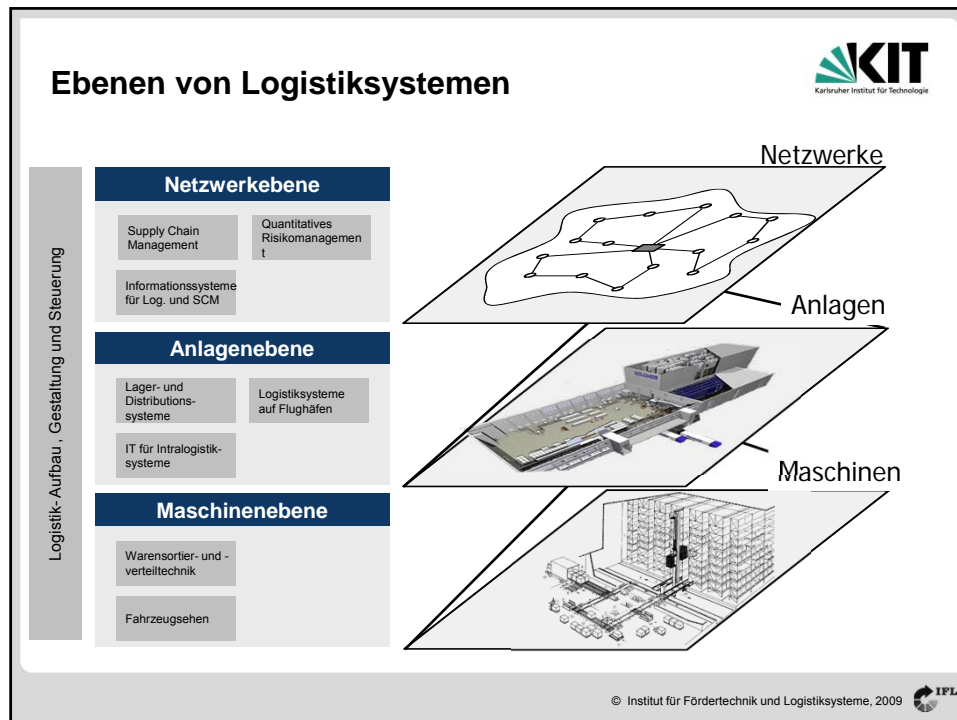 Ebenen von Logistiksystemen
KIT
Karlsruher Institut für Technologie
Logistik- Aufbau , Gestaltung und Steuerung
Netzwerkebene
Supply Chain
Management
Quantitatives
Risikomanagemen
t
Informationssysteme
für Log. und SCM
Anlagenebene
Lager- und
Distributions-
systeme
Logistiksysteme
auf Flughäfen
IT für Intralogistik-
systeme
Maschinenebene
Warensortier- und -
verteiltechnik
Fahrzeugsehen
Netzwerke
Anlagen
Maschinen
© Institut für Fördertechnik und Logistiksysteme, 2009
IFL